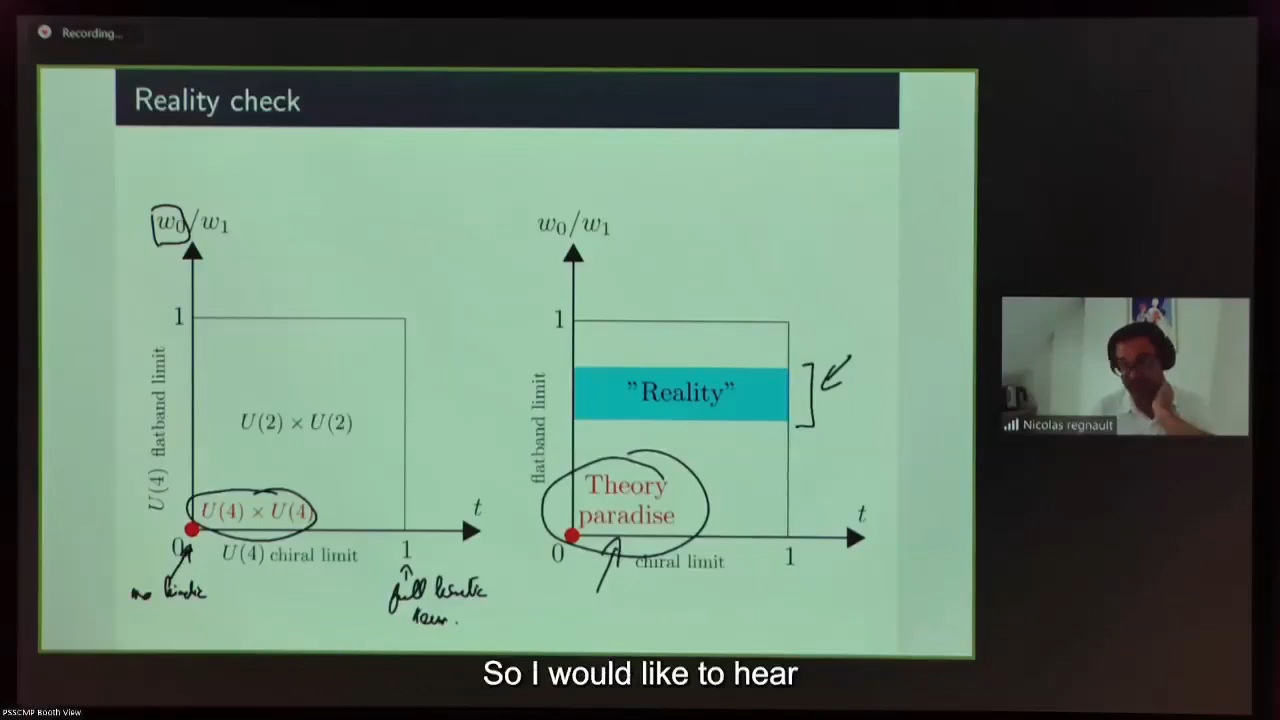 Recording...
Reality check
w₀/w₁
1
U(4) flatband limit
U(2) × U(2)
U(4) × U(4)
t
0
U(4) chiral limit
1
no kinetic
full kinetic
term.
w₀/w₁
1
flatband limit
"Reality"
Theory
paradise
t
0
chiral limit
1
Nicolas regnault
So I would like to hear
PSSCMP Booth View